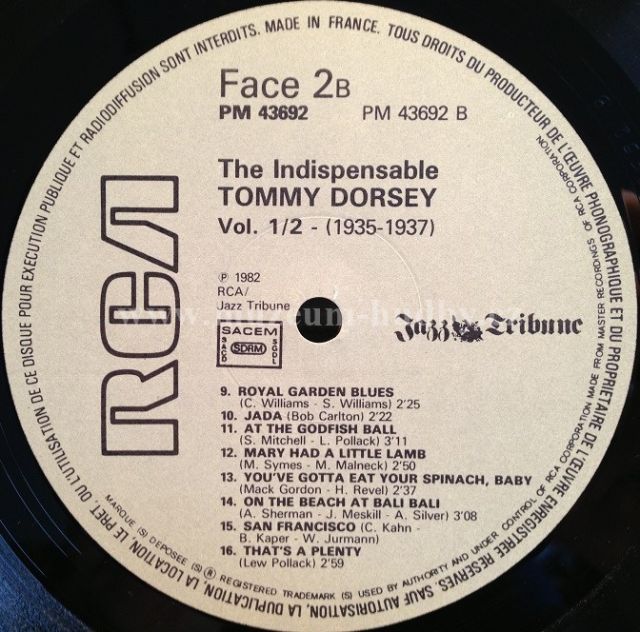 TOUS DROITS DU PRODUCTEUR DE L'ŒUVRE PHONOGRAPHIQUE ET DU PROPRIETAIRE DE L'ŒUVRE ENREGISTREE RESERVES. SAUF AUTORISATION, LA DUPLICATION, LA LOCATION, LE PRET, OU L'UTILISATION DE CE DISQUE POUR EXECUTION PUBLIQUE ET RADIODIFFUSION SONT INTERDITS. MADE IN FRANCE.
Face 2B
PM 43692 PM 43692 B
RCA
The Indispensable
TOMMY DORSEY
Vol. 1/2 - (1935-1937)
℗ 1982
RCA/
Jazz Tribune
SACEM
SACD SDRM SGDL
Jazz Tribune
9. ROYAL GARDEN BLUES
(C. Williams - S. Williams) 2'25
10. JADA (Bob Carlton) 2'22
11. AT THE GODFISH BALL
(S. Mitchell - L. Pollack) 3'11
12. MARY HAD A LITTLE LAMB
(M. Symes - M. Malneck) 2'50
13. YOU'VE GOTTA EAT YOUR SPINACH, BABY
(Mack Gordon - H. Revel) 2'37
14. ON THE BEACH AT BALI BALI
(A. Sherman - J. Meskill - A. Silver) 3'08
15. SAN FRANCISCO (C. Kahn -
B. Kaper - W. Jurmann)
16. THAT'S A PLENTY
(Lew Pollack) 2'59
MARQUE (S) DEPOSEE (S) ® REGISTERED TRADEMARK (S) USED BY AUTHORITY AND UNDER CONTROL OF RCA CORPORATION MADE FROM MASTER RECORDINGS OF RCA CORPORATION